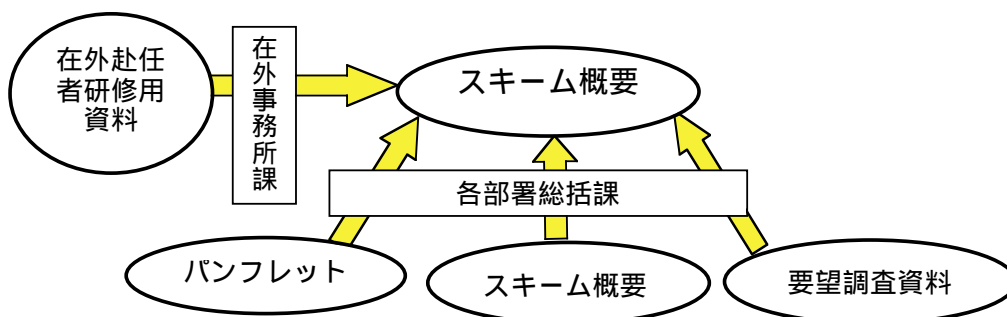 在外赴任
者研修用
資料
在外事務所課
スキーム概要
各部署総括課
パンフレット
スキーム概要
要望調査資料